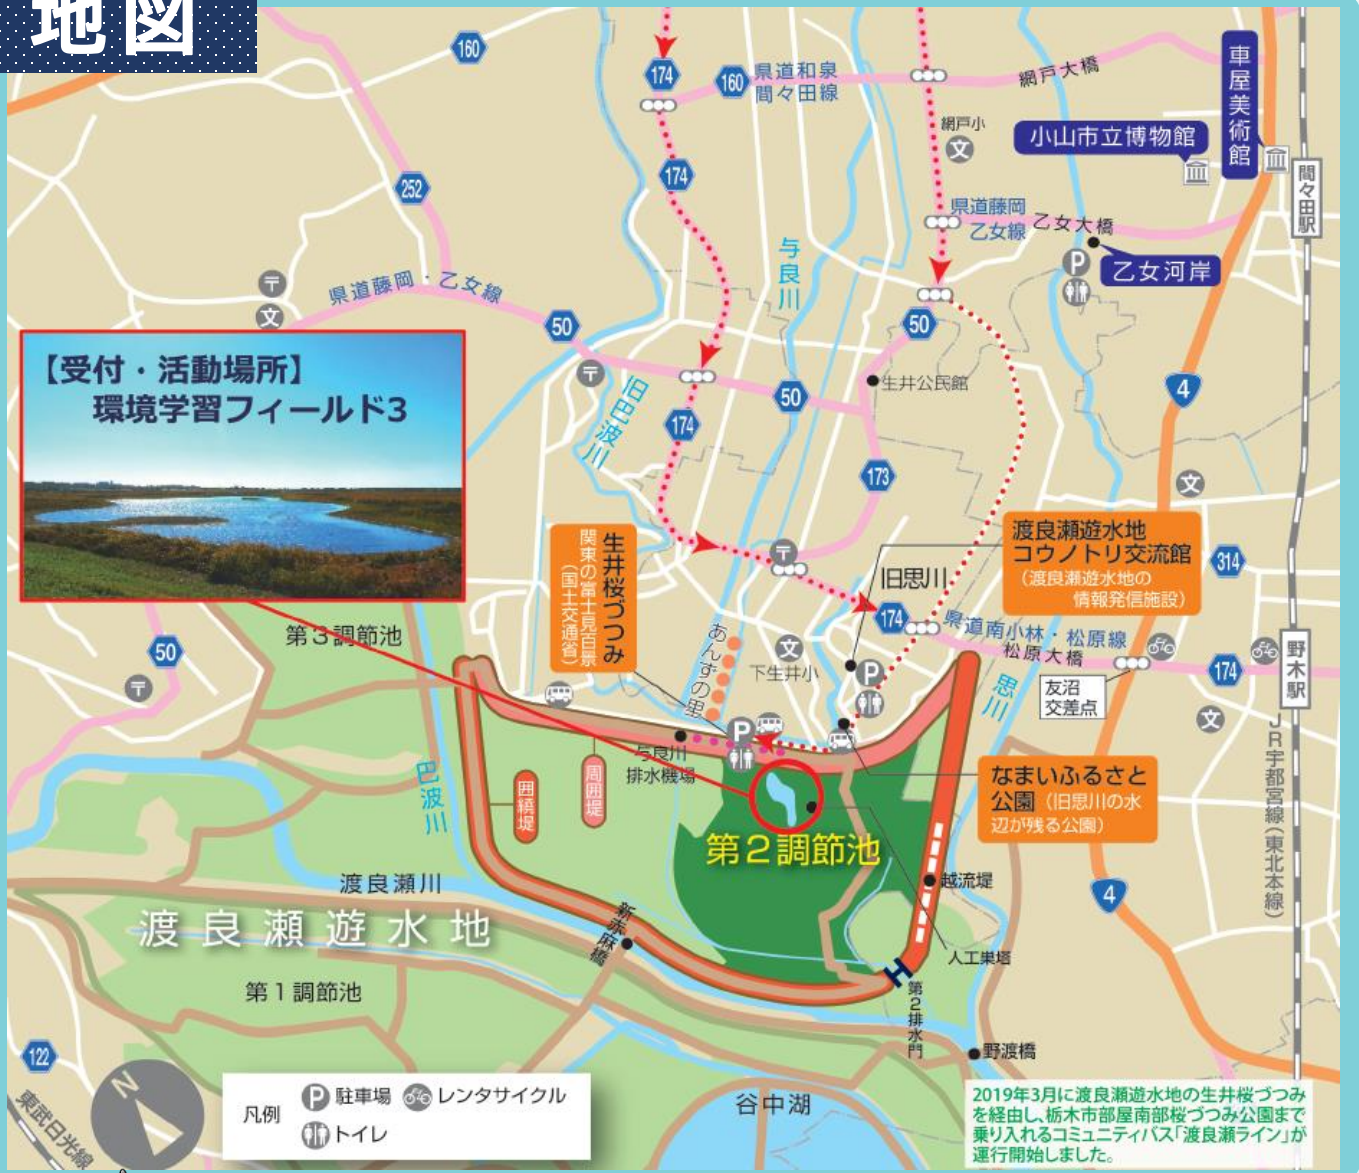 地図
160
174
160
県道和泉
間々田線
網戸大橋
車屋美術館
網戸小
文
小山市立博物館
間々田駅
174
252
県道藤岡
乙女線
乙女大橋
与良川
P
乙女河岸
〒
文
県道藤岡・乙女線
50
50
4
【受付・活動場所】
環境学習フィールド3
〒
旧巴波川
50
生井公民館
174
173
文
渡良瀬遊水地
コウノトリ交流館
(渡良瀬遊水地の
情報発信施設)
314
生井桜づつみ
関東の富士見百景
(国土交通省)
〒
旧思川
174
県道南小林・松原線
松原大橋
第3調節池
50
〒
あんずの里
文
下生井小
P
思川
友沼
交差点
174
野木駅
文
JR宇都宮線(東北本線)
P
与良川
排水機場
巴波川
囲繞堤
周囲堤
なまいふるさと
公園(旧思川の水
辺が残る公園)
第2調節池
越流堤
4
渡良瀬川
渡良瀬遊水地
新赤麻橋
人工巣塔
第1調節池
第2排水門
野渡橋
122
N
東武日光線
凡例
P 駐車場 レンタサイクル
トイレ
谷中湖
2019年3月に渡良瀬遊水地の生井桜づつみ
を経由し、栃木市部屋南部桜づつみ公園まで
乗り入れるコミュニティバス「渡良瀬ライン」が
運行開始しました。